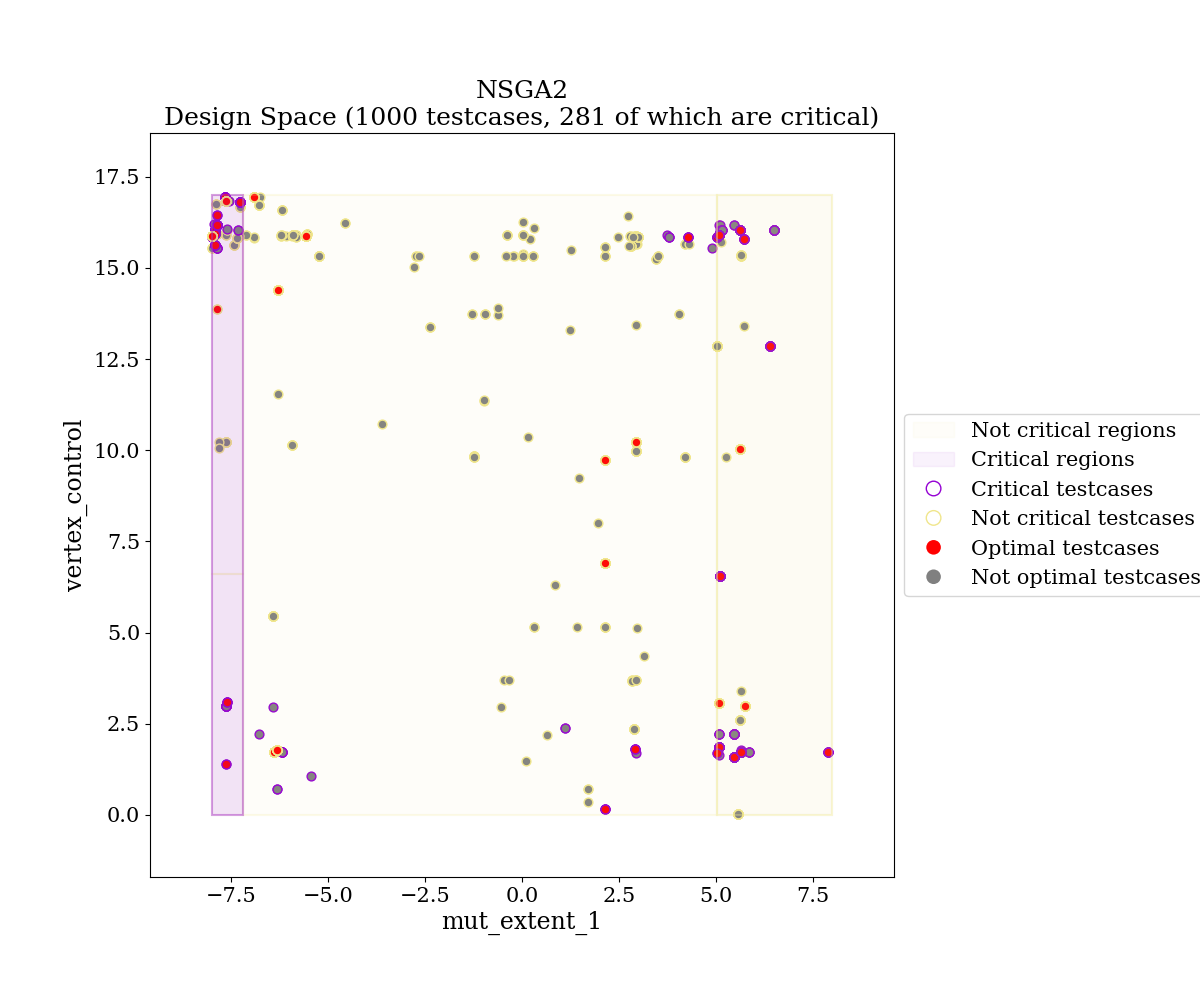 NSGA2
Design Space (1000 testcases, 281 of which are critical)
vertex_control
17.5
15.0
12.5
10.0
7.5
5.0
2.5
0.0
−7.5
−5.0
−2.5
0.0
2.5
5.0
7.5
mut_extent_1
Not critical regions
Critical regions
Critical testcases
Not critical testcases
Optimal testcases
Not optimal testcases